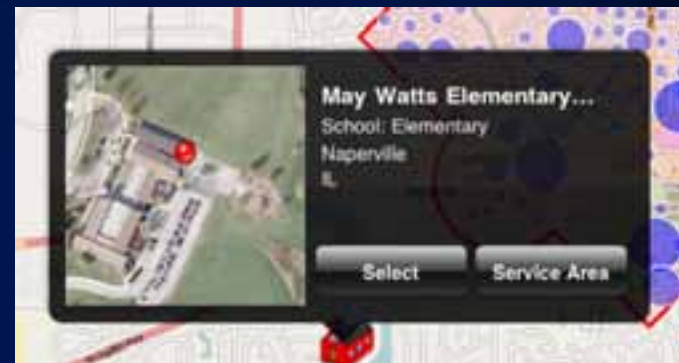 May Watts Elementary...
School: Elementary
Naperville
IL
Select
Service Area